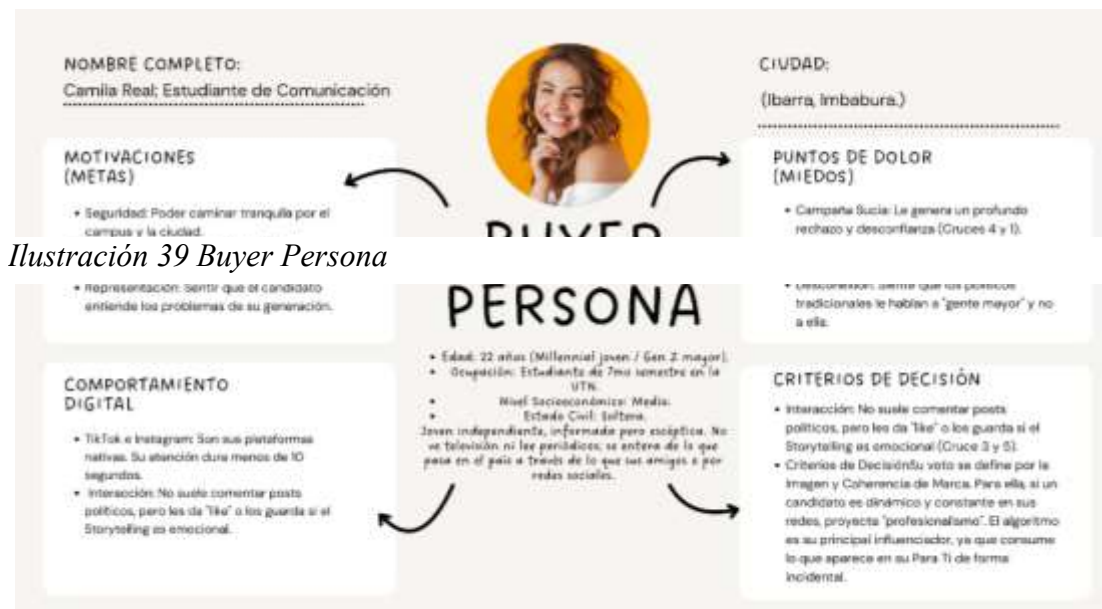 NOMBRE COMPLETO:
Camila Real; Estudiante de Comunicación
CIUDAD:
(Ibarra, Imbabura.)
MOTIVACIONES
(METAS)
• Seguridad: Poder caminar tranquila por el
campus y la ciudad.
Ilustración 39 Buyer Persona
• Representación: Sentir que el candidato
entiende los problemas de su generación.
BUYER
PERSONA
PUNTOS DE DOLOR
(MIEDOS)
• Campaña Sucia: Le genera un profundo
rechazo y desconfianza (Cruces 4 y 1).
• Desconexión: Siente que los políticos
tradicionales le hablan a "gente mayor" y no
a ella.
• Edad: 22 años (Millennial joven / Gen Z mayor).
• Ocupación: Estudiante de 7mo semestre en la
UTN.
• Nivel Socioeconómico: Media.
• Estado Civil: Soltera.
Joven independiente, informada pero escéptica. No
ve televisión ni lee periódicos; se entera de lo que
pasa en el país a través de lo que sus amigos o por
redes sociales.
COMPORTAMIENTO
DIGITAL
• TikTok e Instagram: Son sus plataformas
nativas. Su atención dura menos de 10
segundos.
• Interacción: No suele comentar posts
políticos, pero les da "like" o los guarda si el
Storytelling es emocional.
CRITERIOS DE DECISIÓN
• Interacción: No suele comentar posts
políticos, pero les da "like" o los guarda si el
Storytelling es emocional (Cruce 3 y 5).
• Criterios de DecisiónSu voto se define por la
Imagen y Coherencia de Marca. Para ella, si un
candidato es dinámico y constante en sus
redes, proyecta "profesionalismo". El algoritmo
es su principal influenciador, ya que consume
lo que aparece en su Para Ti de forma
incidental.